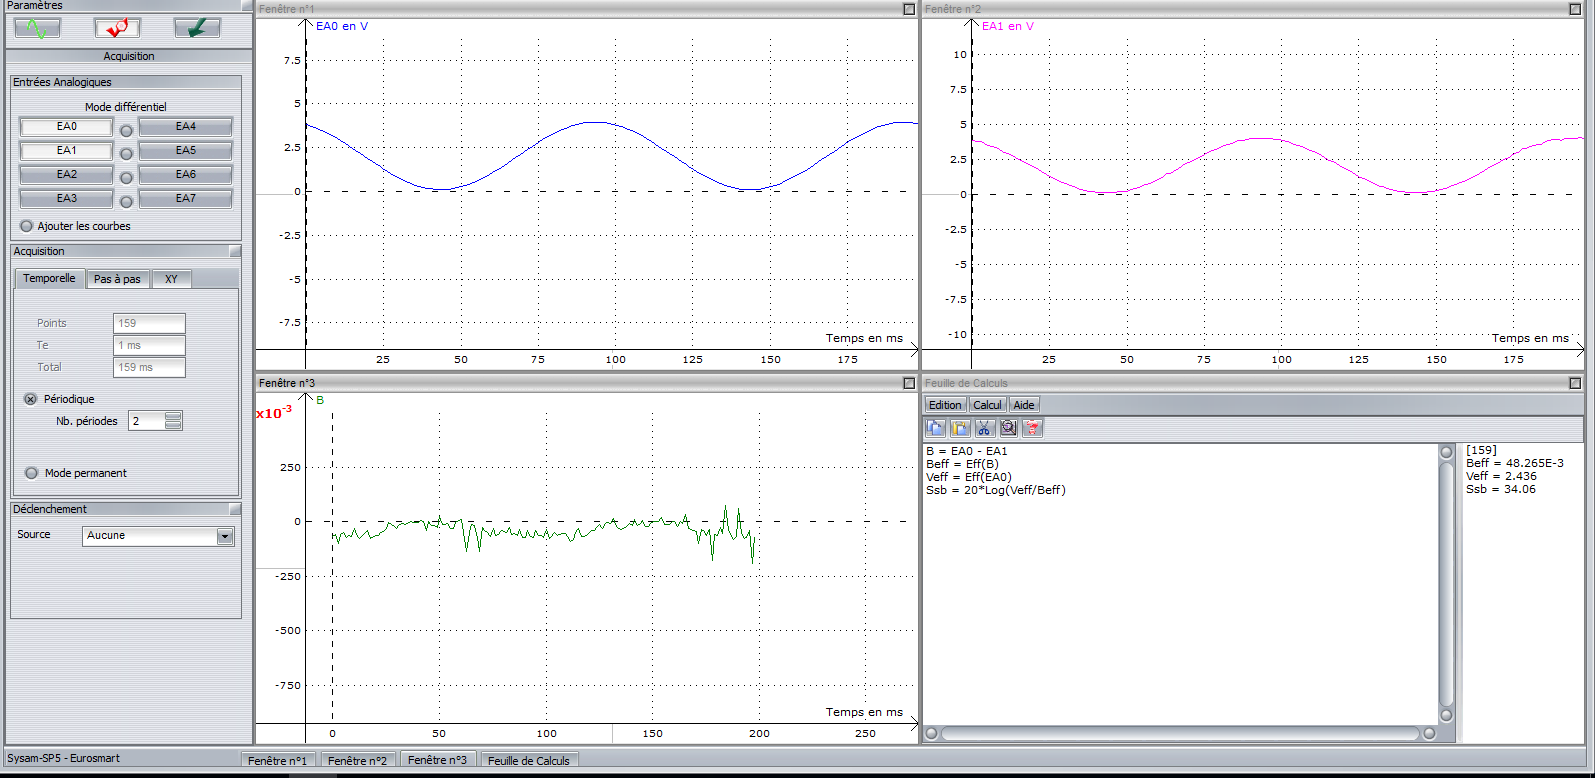 Paramètres
Acquisition
Entrées Analogiques
Mode différentiel
EA0 EA4
EA1 EA5
EA2 EA6
EA3 EA7
Ajouter les courbes
Acquisition
Temporelle Pas à pas XY
Points 159
Te 1 ms
Total 159 ms
Périodique
Nb. périodes 2
Mode permanent
Déclenchement
Source Aucune
Fenêtre n°1
EA0 en V
7.5
5
2.5
0
-2.5
-5
-7.5
Temps en ms
25 50 75 100 125 150 175
Fenêtre n°2
EA1 en V
10
7.5
5
2.5
0
-2.5
-5
-7.5
-10
Temps en ms
25 50 75 100 125 150 175
Fenêtre n°3
x10-3
B
250
0
-250
-500
-750
Temps en ms
0 50 100 150 200 250
Feuille de Calculs
Edition Calcul Aide
B = EA0 - EA1
Beff = Eff(B)
Veff = Eff(EA0)
Ssb = 20*Log(Veff/Beff)
[159]
Beff = 48.265E-3
Veff = 2.436
Ssb = 34.06
Sysam-SP5 - Eurosmart
Fenêtre n°1 Fenêtre n°2 Fenêtre n°3 Feuille de Calculs